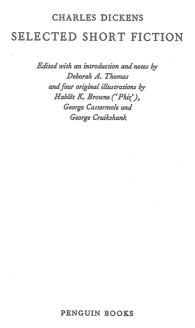 CHARLES DICKENS
SELECTED SHORT FICTION
Edited with an introduction and notes by
Deborah A. Thomas
and four original illustrations by
Hablôt K. Browne ('Phiz'),
George Cattermole and
George Cruikshank
PENGUIN BOOKS